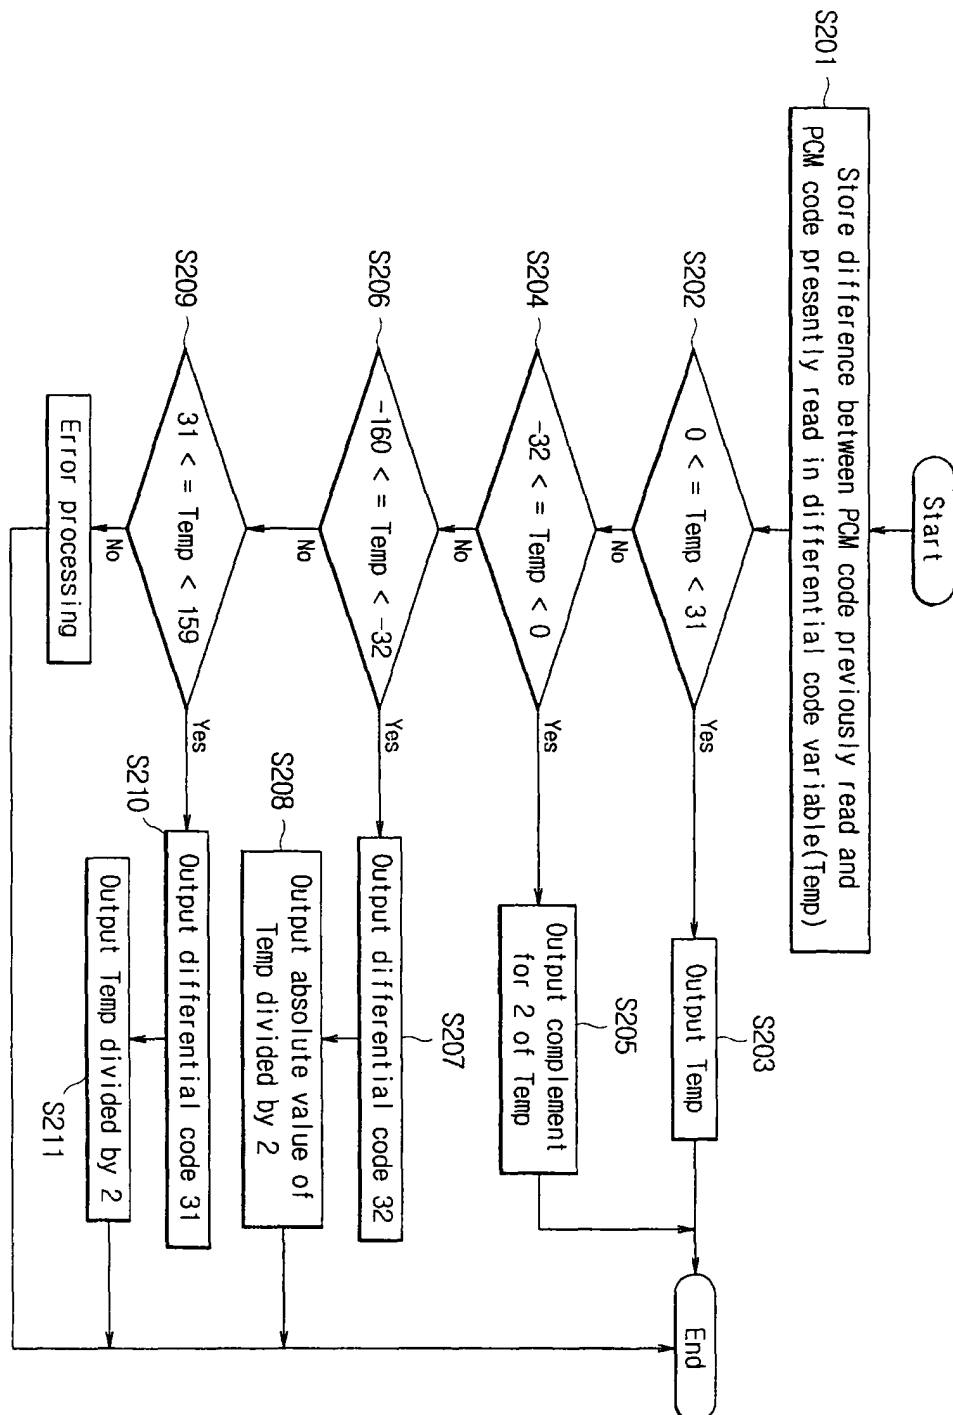 Start
S201
Store difference between PCM code previously read and
PCM code presently read in differential code variable(Temp)
S202
0 < = Temp < 31
Yes
No
S203
Output Temp
S204
-32 < = Temp < 0
Yes
No
S205
Output complement
for 2 of Temp
S206
-160 < = Temp < -32
Yes
No
S207
Output differential code 32
S208
Output absolute value of
Temp divided by 2
S209
31 < = Temp < 159
Yes
No
S210
Output differential code 31
S211
Output Temp divided by 2
Error processing
End